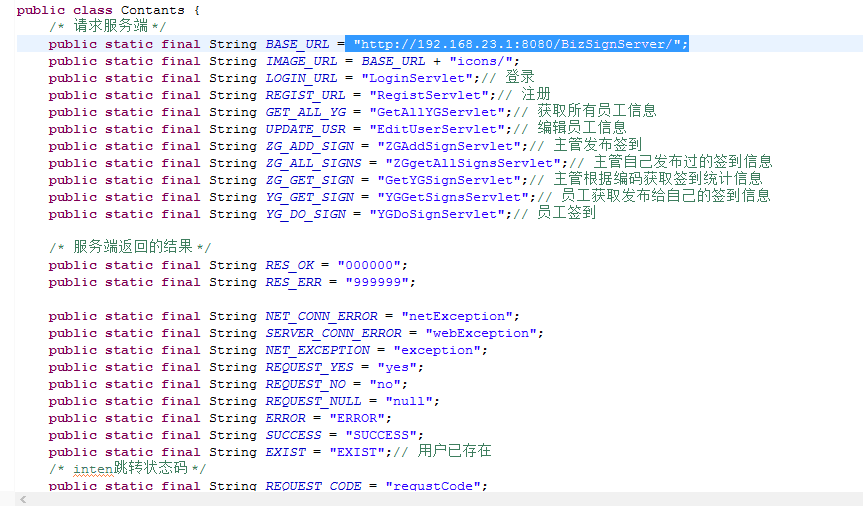 public class Contants {
/* 请求服务端 */
public static final String BASE_URL = "http://192.168.23.1:8080/BizSignServer/";
public static final String IMAGE_URL = BASE_URL + "icons/";
public static final String LOGIN_URL = "LoginServlet";// 登录
public static final String REGIST_URL = "RegistServlet";// 注册
public static final String GET_ALL_YG = "GetAllYGServlet";// 获取所有员工信息
public static final String UPDATE_USR = "EditUserServlet";// 编辑员工信息
public static final String ZG_ADD_SIGN = "ZGAddSignServlet";// 主管发布签到
public static final String ZG_ALL_SIGNS = "ZGgetAllSignsServlet";// 主管自己发布过的签到信息
public static final String ZG_GET_SIGN = "GetYGSignServlet";// 主管根据编码获取签到统计信息
public static final String YG_GET_SIGN = "YGGetSignsServlet";// 员工获取发布给自己的签到信息
public static final String YG_DO_SIGN = "YGDoSignServlet";// 员工签到
/* 服务端返回的结果 */
public static final String RES_OK = "000000";
public static final String RES_ERR = "999999";
public static final String NET_CONN_ERROR = "netException";
public static final String SERVER_CONN_ERROR = "webException";
public static final String NET_EXCEPTION = "exception";
public static final String REQUEST_YES = "yes";
public static final String REQUEST_NO = "no";
public static final String REQUEST_NULL = "null";
public static final String ERROR = "ERROR";
public static final String SUCCESS = "SUCCESS";
public static final String EXIST = "EXIST";// 用户已存在
/* inten跳转状态码 */
public static final String REQUEST_CODE = "requstCode";